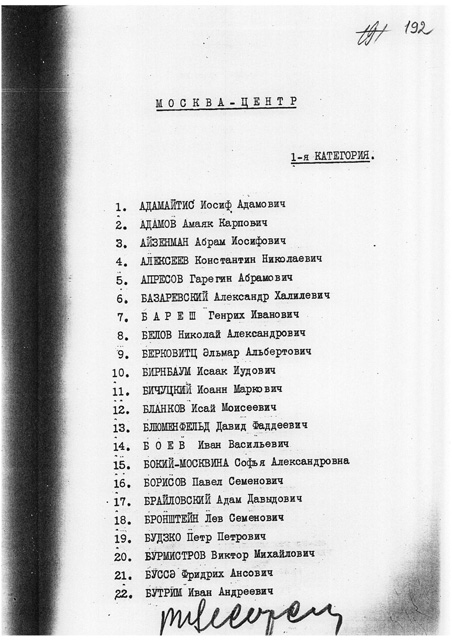 191 192
МОСКВА-ЦЕНТР
1-я КАТЕГОРИЯ.
1. АДАМАЙТИС Иосиф Адамович
2. АДАМОВ Амаяк Карпович
3. АЙЗЕНМАН Абрам Иосифович
4. АЛЕКСЕЕВ Константин Николаевич
5. АПРЕСОВ Гарегин Абрамович
6. БАЗАРЕВСКИЙ Александр Халилевич
7. БАРЕШ Генрих Иванович
8. БЕЛОВ Николай Александрович
9. БЕРКОВИТЦ Эльмар Альбертович
10. БИРНБАУМ Исаак Иудович
11. БИЧУЦКИЙ Иоанн Маркович
12. БЛАНКОВ Исай Моисеевич
13. БЛЮМЕНФЕЛЬД Давид Фаддеевич
14. БОЕВ Иван Васильевич
15. БОКИЙ-МОСКВИНА Софья Александровна
16. БОРИСОВ Павел Семенович
17. БРАЙЛОВСКИЙ Адам Давыдович
18. БРОНШТЕЙН Лев Семенович
19. БУДЗКО Петр Петрович
20. БУРМИСТРОВ Виктор Михайлович
21. БУССЭ Фридрих Ансович
22. БУТРИМ Иван Андреевич